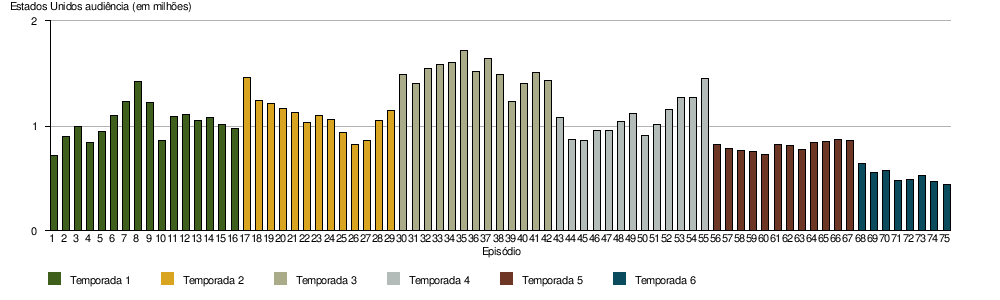 Estados Unidos audiência (em milhões)
2
1
0
1 2 3 4 5 6 7 8 9 10 11 12 13 14 15 16 17 18 19 20 21 22 23 24 25 26 27 28 29 30 31 32 33 34 35 36 37 38 39 40 41 42 43 44 45 46 47 48 49 50 51 52 53 54 55 56 57 58 59 60 61 62 63 64 65 66 67 68 69 70 71 72 73 74 75
Episódio
Temporada 1 Temporada 2 Temporada 3 Temporada 4 Temporada 5 Temporada 6